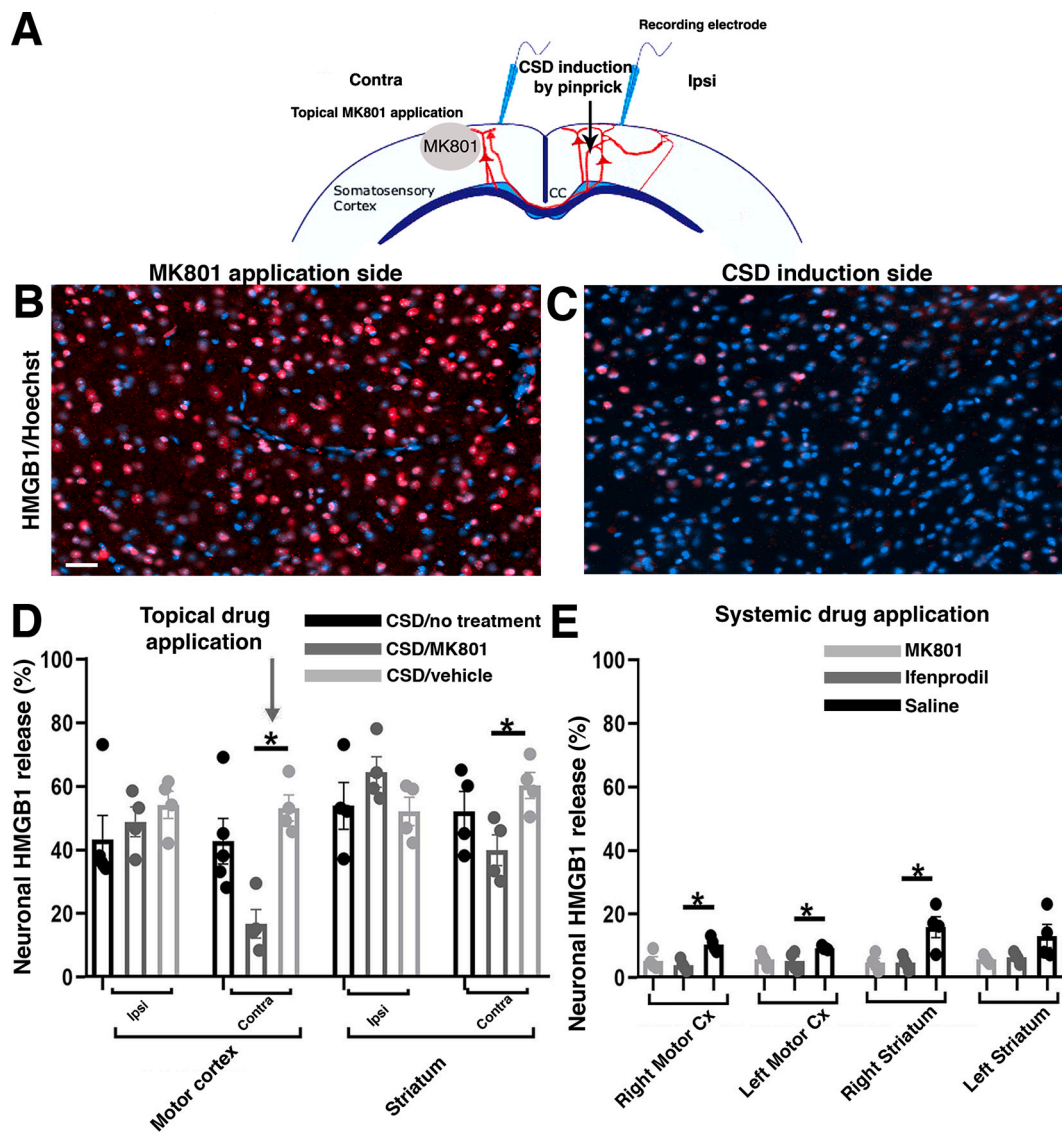 A
Recording electrode
Contra
CSD induction
by pinprick
Ipsi
Topical MK801 application
MK801
Somatosensory
Cortex
CC
MK801 application side
CSD induction side
B
C
HMGB1/Hoechst
D
Topical drug
application
CSD/no treatment
CSD/MK801
CSD/vehicle
Neuronal HMGB1 release (%)
100
80
60
40
20
0
*
*
Ipsi
Contra
Ipsi
Contra
Motor cortex
Striatum
E
Systemic drug application
MK801
Ifenprodil
Saline
Neuronal HMGB1 release (%)
100
80
60
40
20
0
*
*
*
Right Motor Cx
Left Motor Cx
Right Striatum
Left Striatum